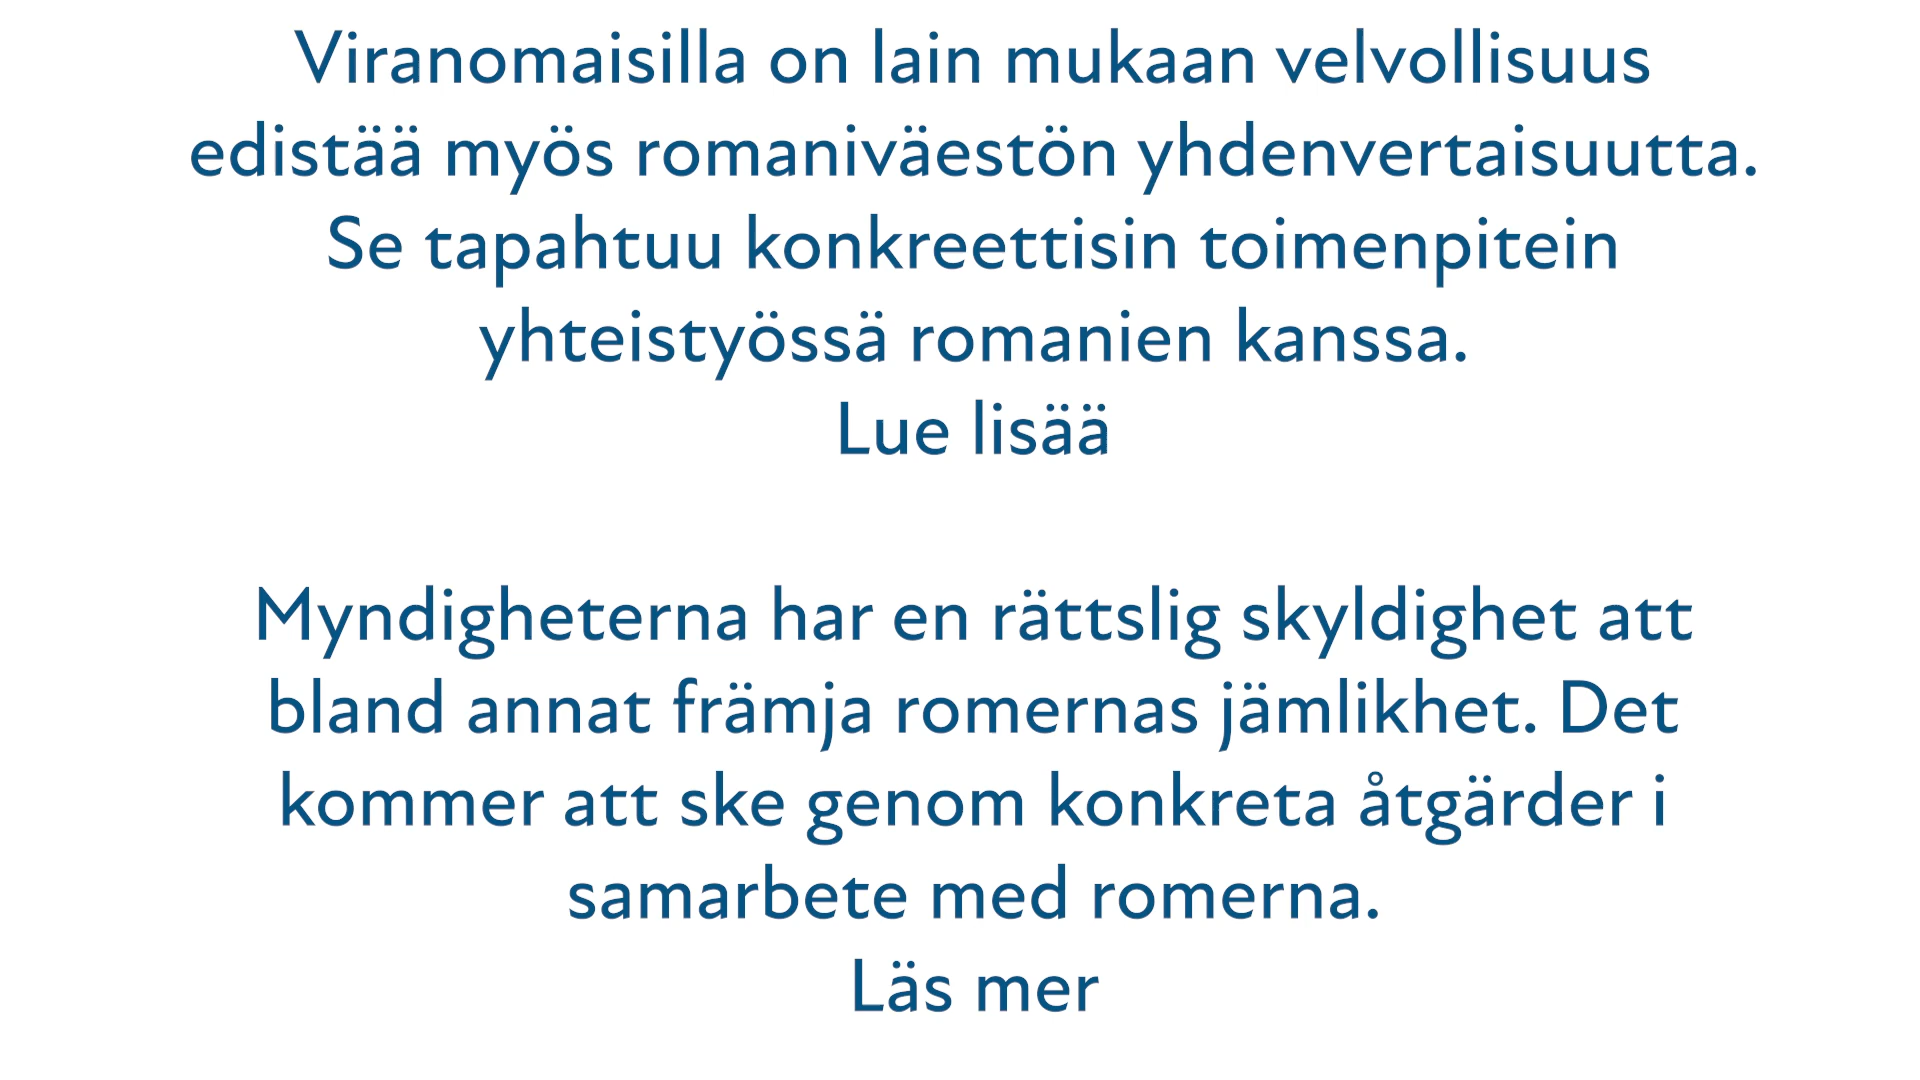 Viranomaisilla on lain mukaan velvollisuus
edistää myös romaniväestön yhdenvertaisuutta.
Se tapahtuu konkreettisin toimenpitein
yhteistyössä romanien kanssa.
Lue lisää
Myndigheterna har en rättslig skyldighet att
bland annat främja romernas jämlikhet. Det
kommer att ske genom konkreta åtgärder i
samarbete med romerna.
Läs mer